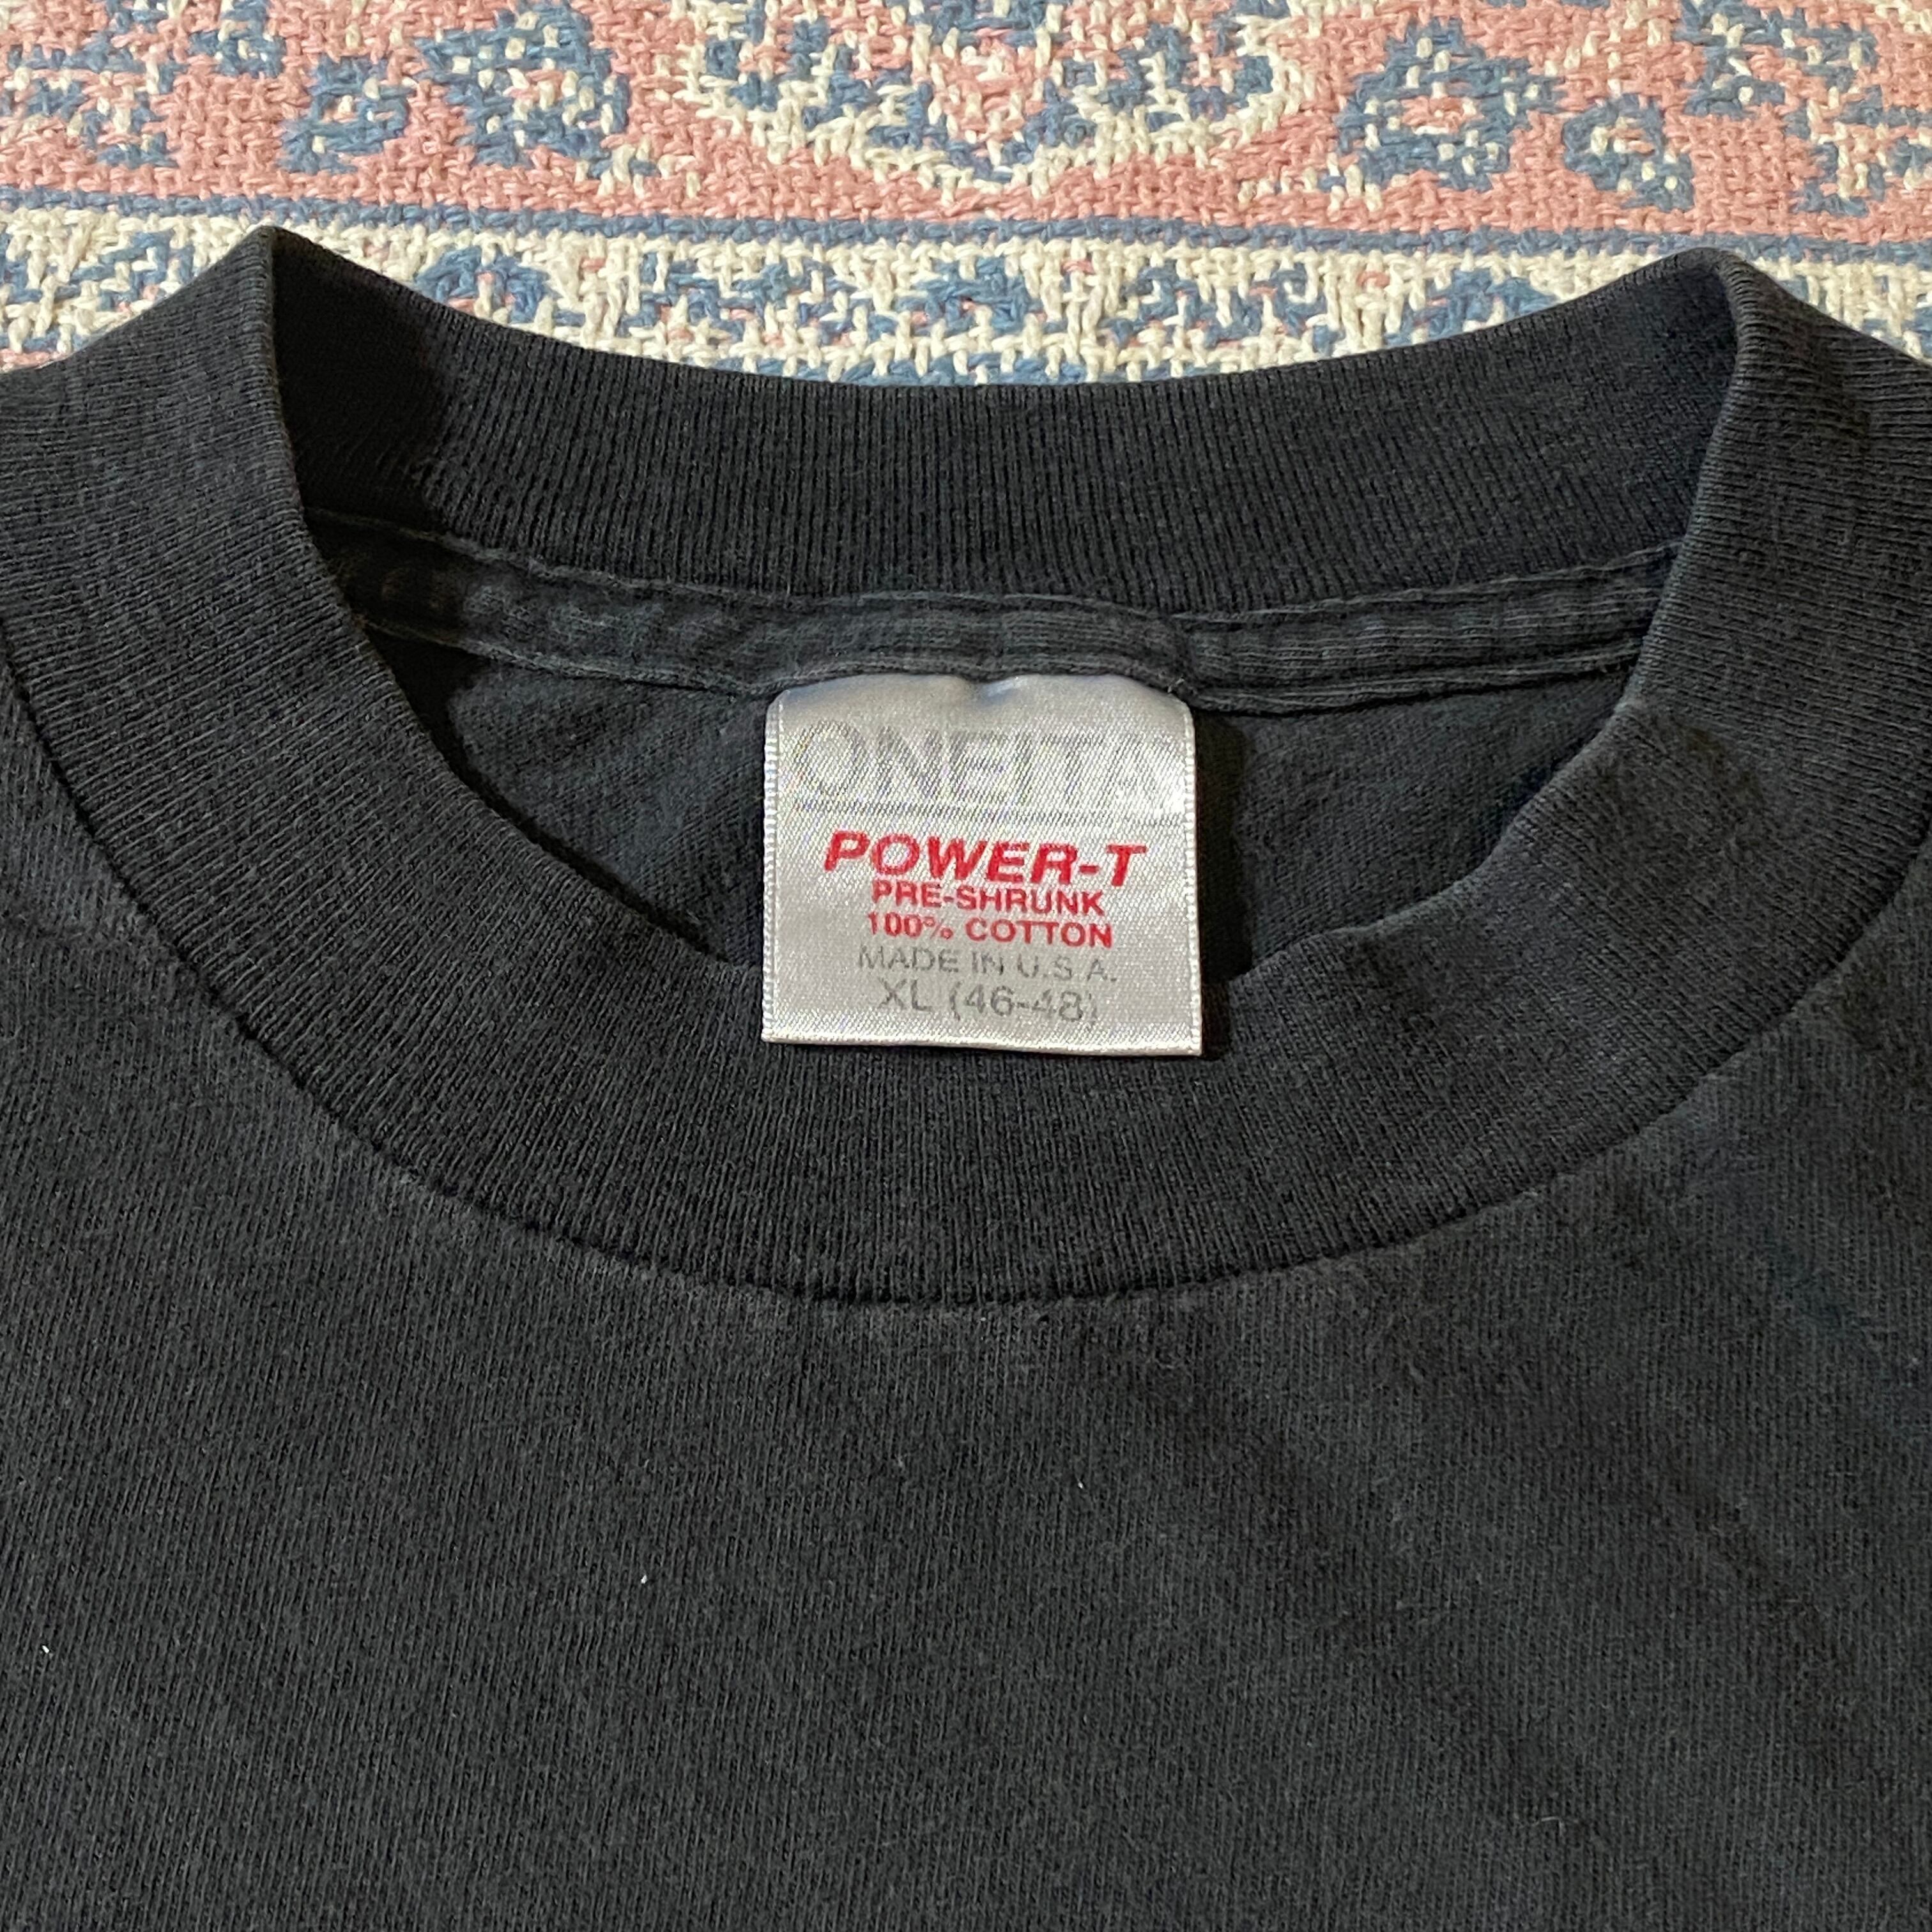 ONEITA
POWER-T
PRE-SHRUNK
100% COTTON
MADE IN U.S.A.
XL (46-48)